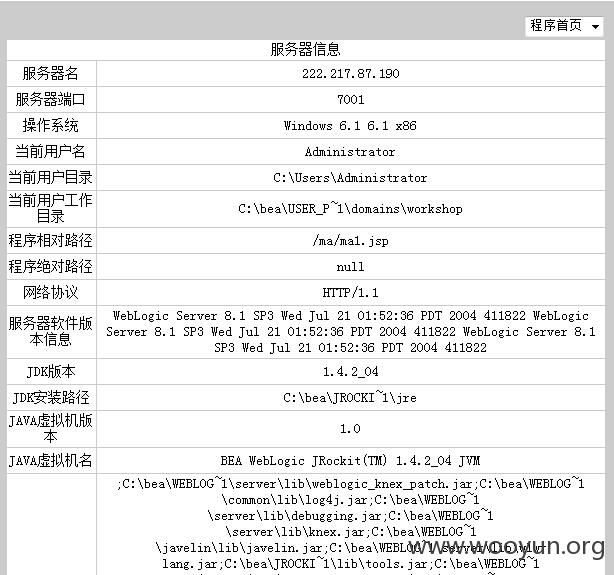 程序首页
服务器信息
服务器名
222.217.87.190
服务器端口
7001
操作系统
Windows 6.1 6.1 x86
当前用户名
Administrator
当前用户目录
C:\Users\Administrator
当前用户工作
目录
C:\bea\USER_P~1\domains\workshop
程序相对路径
/ma/ma1.jsp
程序绝对路径
null
网络协议
HTTP/1.1
服务器软件版
本信息
WebLogic Server 8.1 SP3 Wed Jul 21 01:52:36 PDT 2004 411822 WebLogic
Server 8.1 SP3 Wed Jul 21 01:52:36 PDT 2004 411822 WebLogic Server 8.1
SP3 Wed Jul 21 01:52:36 PDT 2004 411822
JDK版本
1.4.2_04
JDK安装路径
C:\bea\JROCKI~1\jre
JAVA虚拟机版
本
1.0
JAVA虚拟机名
BEA WebLogic JRockit(TM) 1.4.2_04 JVM
;C:\bea\WEBLOG~1\server\lib\weblogic_knex_patch.jar;C:\bea\WEBLOG~1
\common\lib\log4j.jar;C:\bea\WEBLOG~1
\server\lib\debugging.jar;C:\bea\WEBLOG~1
\server\lib\knex.jar;C:\bea\WEBLOG~1
\javelin\lib\javelin.jar;C:\bea\WEBLOG
lang.jar;C:\bea\JROCKI~1\lib\tools.jar;C:\bea\WEBLOG~1
www.wooyun.org